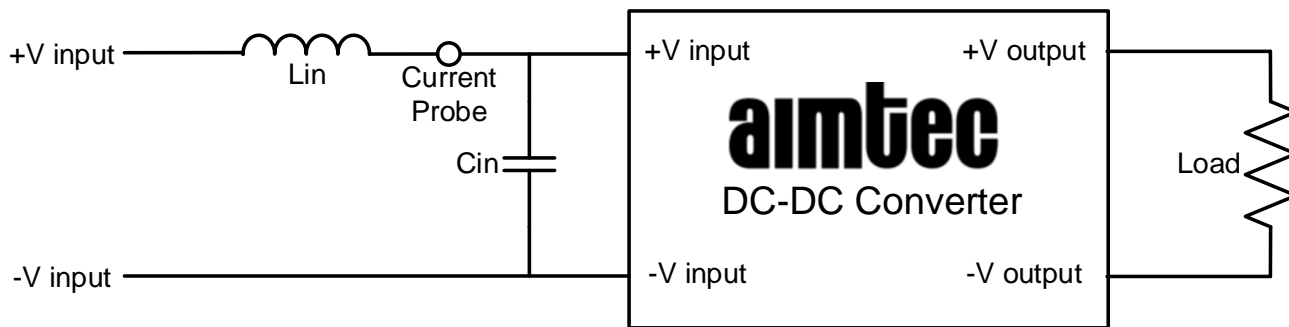 +V input
Lin
Current
Probe
Cin
-V input
+V input
+V output
aimtec
DC-DC Converter
-V input
-V output
Load